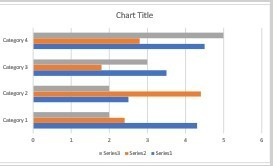 Chart Title
Category 4
Category 3
Category 2
Category 1
0 1 2 3 4 5 6
Series3 Series2 Series1